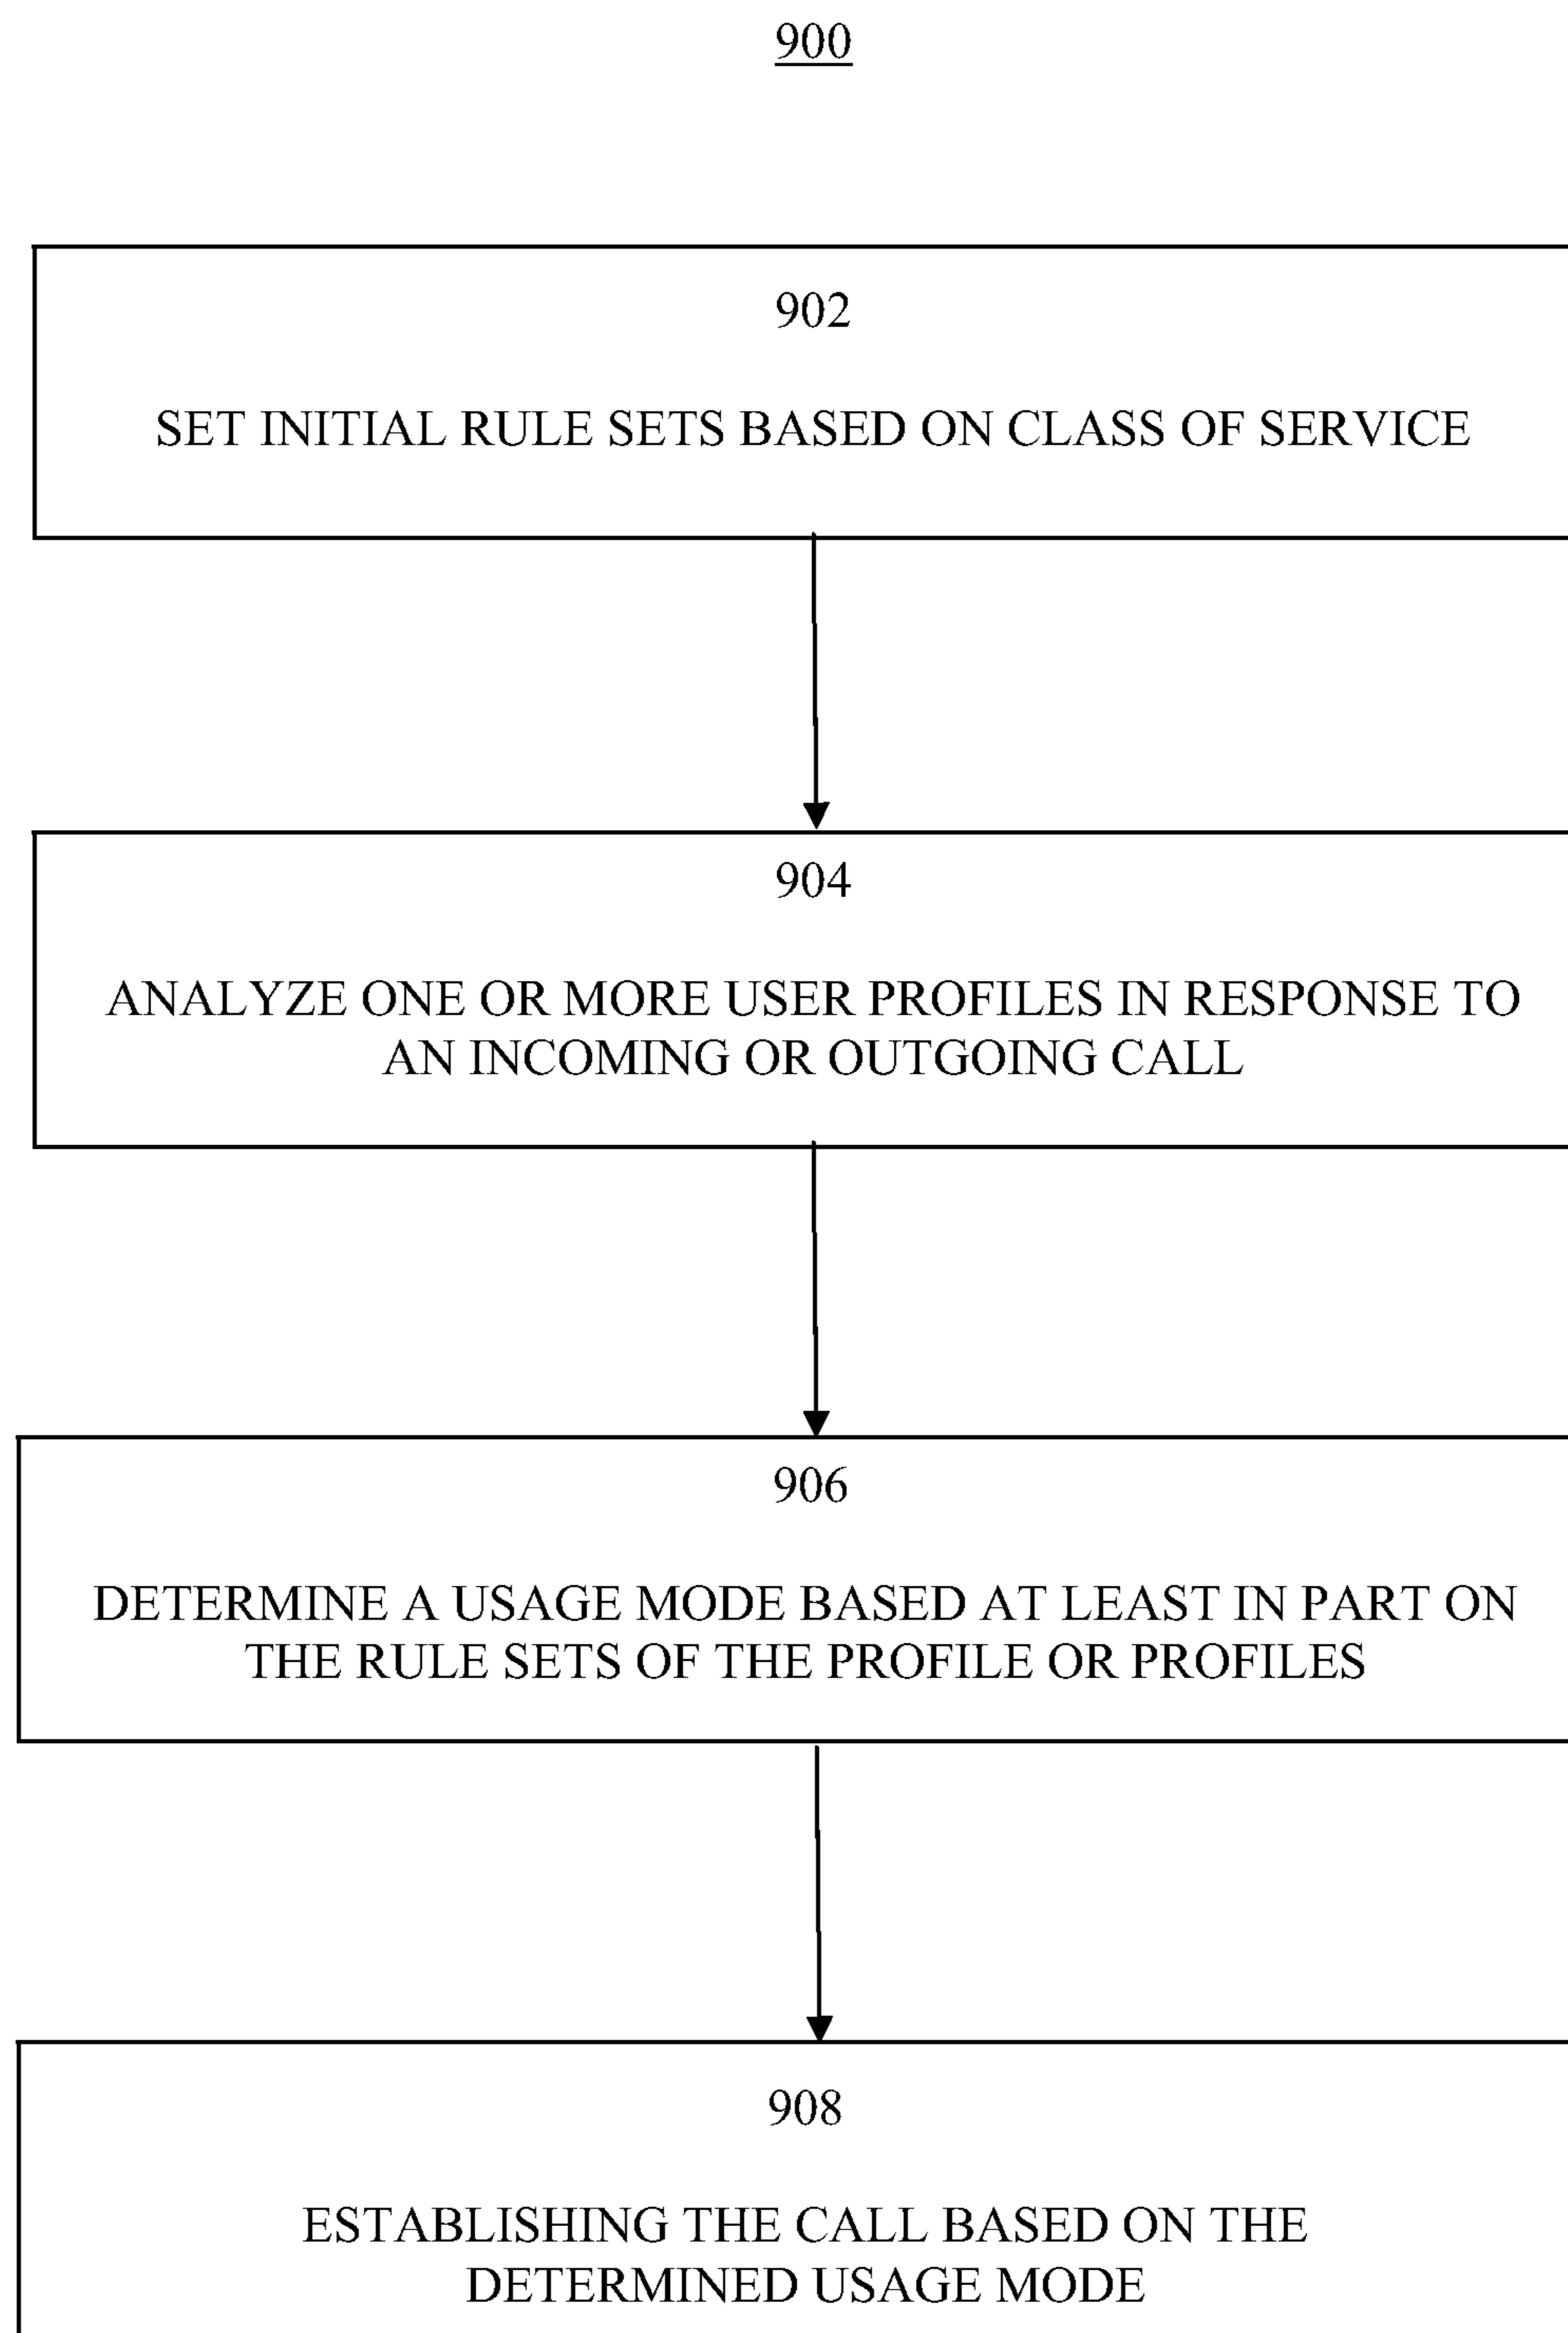 900
902
SET INITIAL RULE SETS BASED ON CLASS OF SERVICE
904
ANALYZE ONE OR MORE USER PROFILES IN RESPONSE TO
AN INCOMING OR OUTGOING CALL
906
DETERMINE A USAGE MODE BASED AT LEAST IN PART ON
THE RULE SETS OF THE PROFILE OR PROFILES
908
ESTABLISHING THE CALL BASED ON THE
DETERMINED USAGE MODE